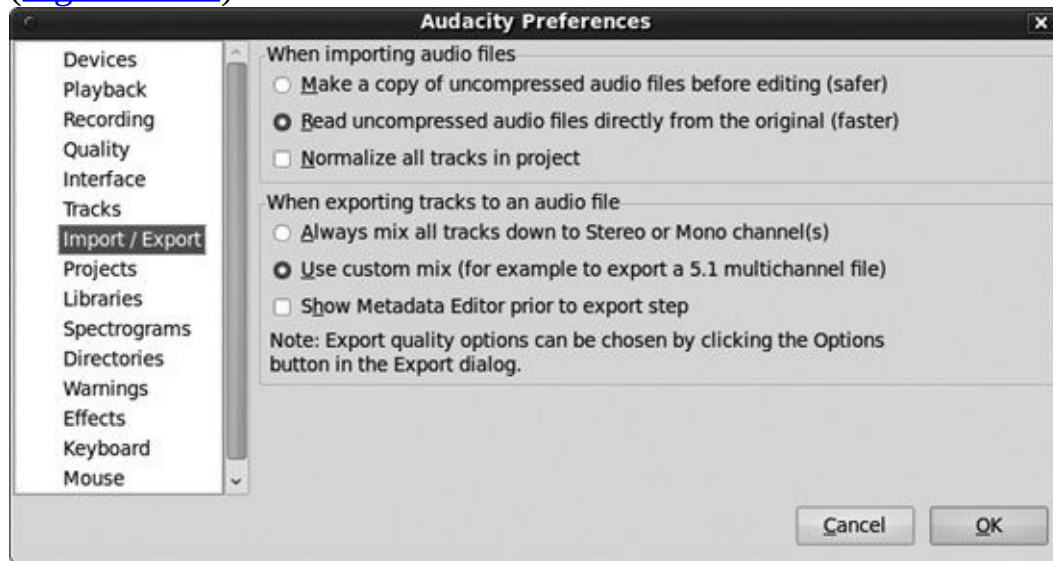 Audacity Preferences
Devices
Playback
Recording
Quality
Interface
Tracks
Import / Export
Projects
Libraries
Spectrograms
Directories
Warnings
Effects
Keyboard
Mouse
When importing audio files
Make a copy of uncompressed audio files before editing (safer)
Read uncompressed audio files directly from the original (faster)
Normalize all tracks in project
When exporting tracks to an audio file
Always mix all tracks down to Stereo or Mono channel(s)
Use custom mix (for example to export a 5.1 multichannel file)
Show Metadata Editor prior to export step
Note: Export quality options can be chosen by clicking the Options
button in the Export dialog.
Cancel
OK